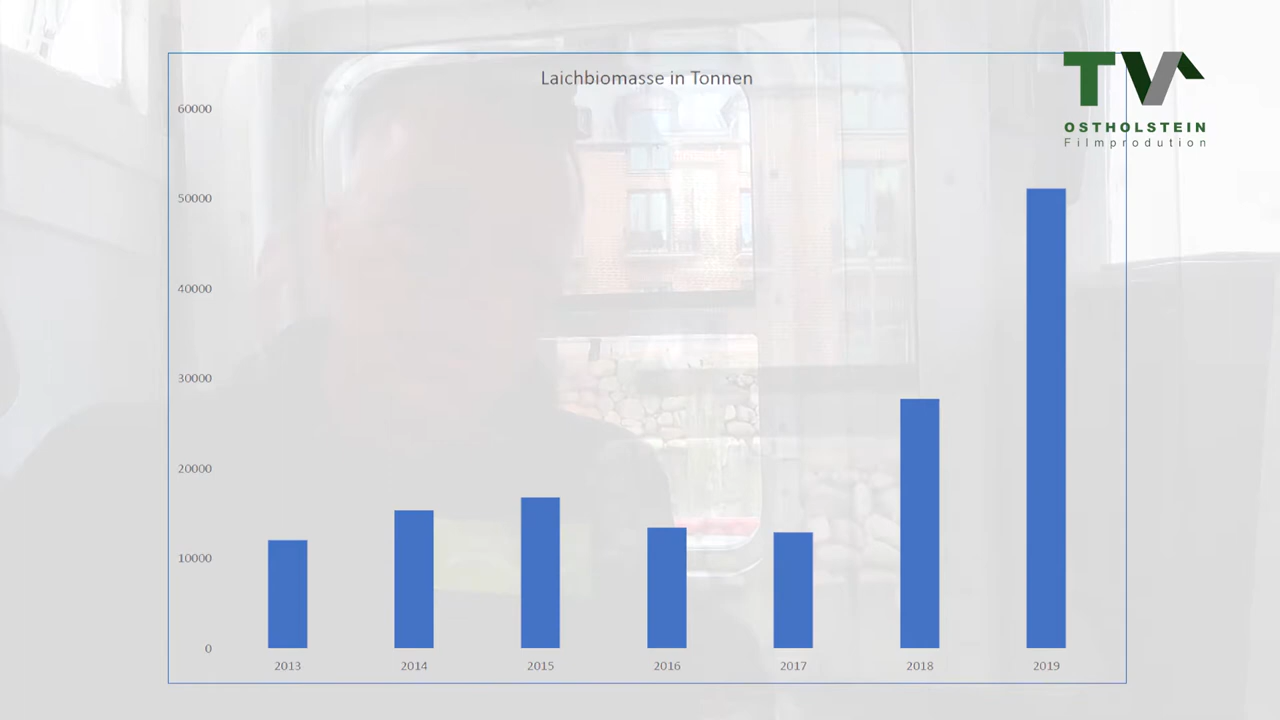 Laichbiomasse in Tonnen
TV
OSTHOLSTEIN
Filmprodution
60000
50000
40000
30000
20000
10000
0
2013 2014 2015 2016 2017 2018 2019